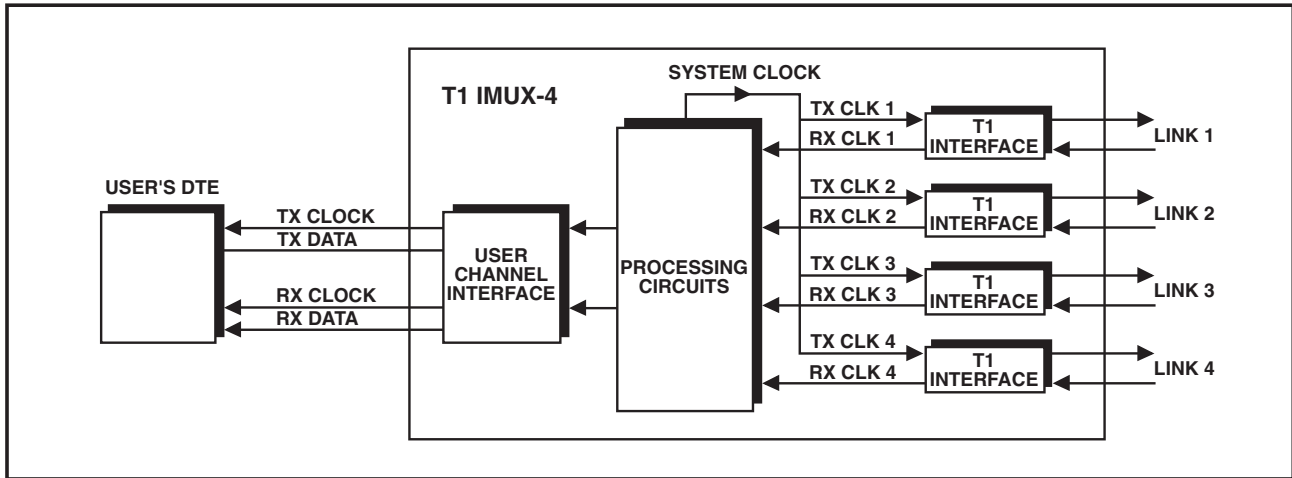 SYSTEM CLOCK
T1 IMUX-4
TX CLK 1
RX CLK 1
T1
INTERFACE
LINK 1
USER'S DTE
TX CLOCK
TX DATA
RX CLOCK
RX DATA
USER
CHANNEL
INTERFACE
PROCESSING
CIRCUITS
TX CLK 2
RX CLK 2
T1
INTERFACE
LINK 2
TX CLK 3
RX CLK 3
T1
INTERFACE
LINK 3
TX CLK 4
RX CLK 4
T1
INTERFACE
LINK 4